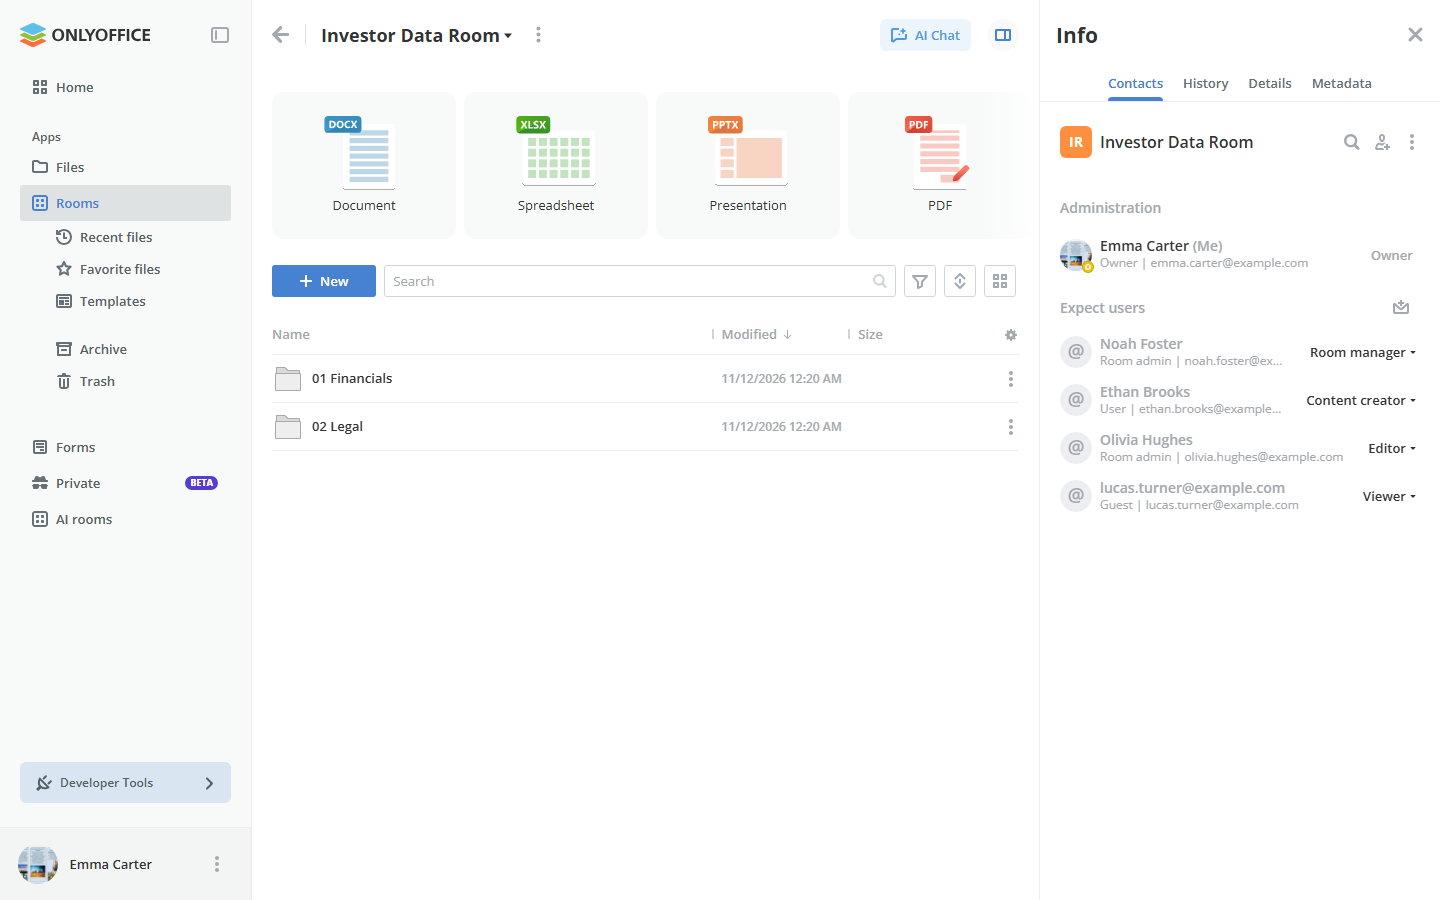 ONLYOFFICE
Home
Apps
Files
Rooms
Recent files
Favorite files
Templates
Archive
Trash
Forms
Private BETA
AI rooms
Developer Tools
Emma Carter
Investor Data Room
AI Chat
DOCX
Document
XLSX
Spreadsheet
PPTX
Presentation
PDF
PDF
New
Search
Name Modified Size
01 Financials 11/12/2026 12:20 AM
02 Legal 11/12/2026 12:20 AM
Info
Contacts History Details Metadata
IR Investor Data Room
Administration
Emma Carter (Me)
Owner | emma.carter@example.com
Owner
Expect users
@ Noah Foster
Room admin | noah.foster@ex...
Room manager
@ Ethan Brooks
User | ethan.brooks@example...
Content creator
@ Olivia Hughes
Room admin | olivia.hughes@example.com
Editor
@ lucas.turner@example.com
Guest | lucas.turner@example.com
Viewer